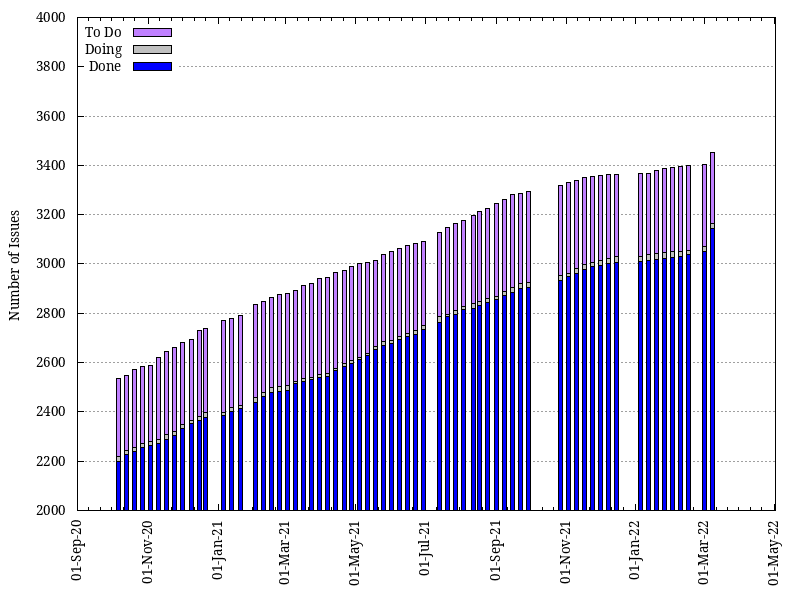 4000
3800
3600
3400
3200
3000
2800
2600
2400
2200
2000
Number of Issues
To Do
Doing
Done
01-Sep-20
01-Nov-20
01-Jan-21
01-Mar-21
01-May-21
01-Jul-21
01-Sep-21
01-Nov-21
01-Jan-22
01-Mar-22
01-May-22